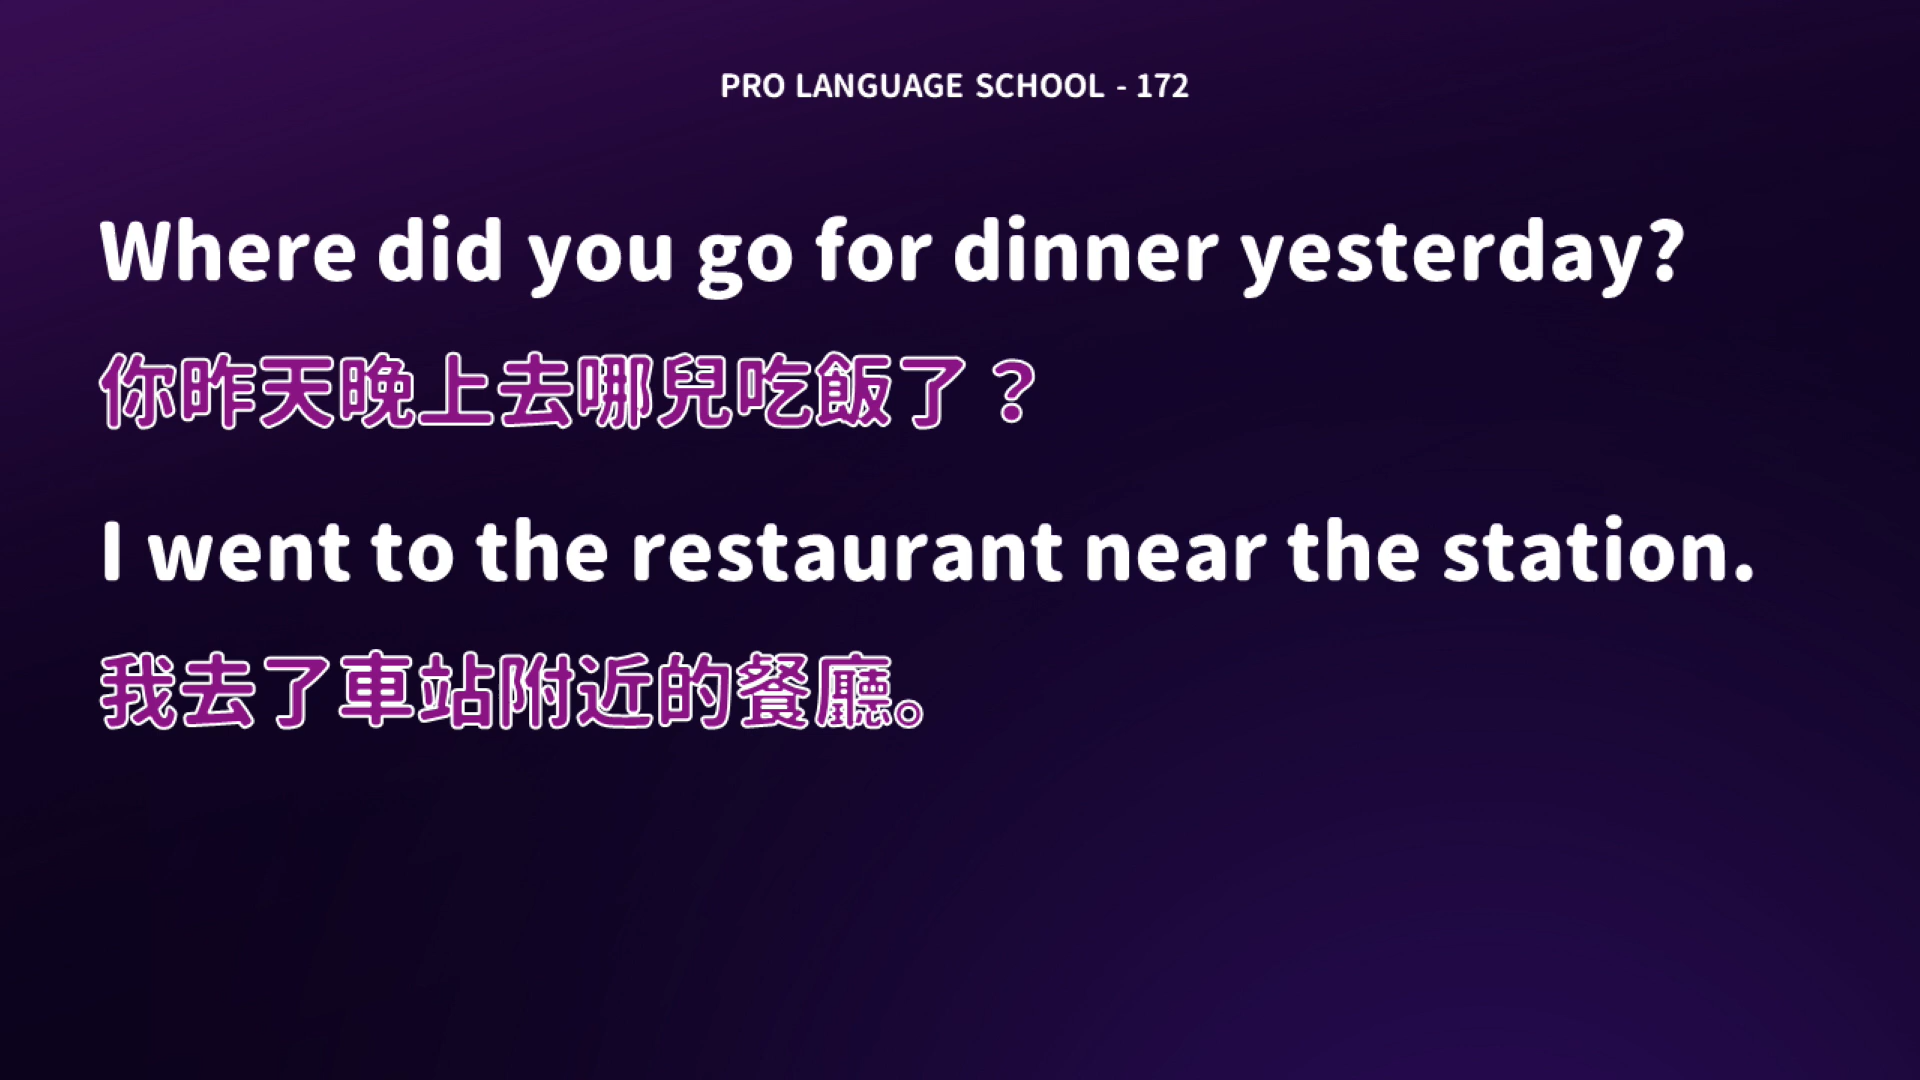 PRO LANGUAGE SCHOOL - 172
Where did you go for dinner yesterday?
你昨天晚上去哪兒吃飯了？
I went to the restaurant near the station.
我去了車站附近的餐廳。